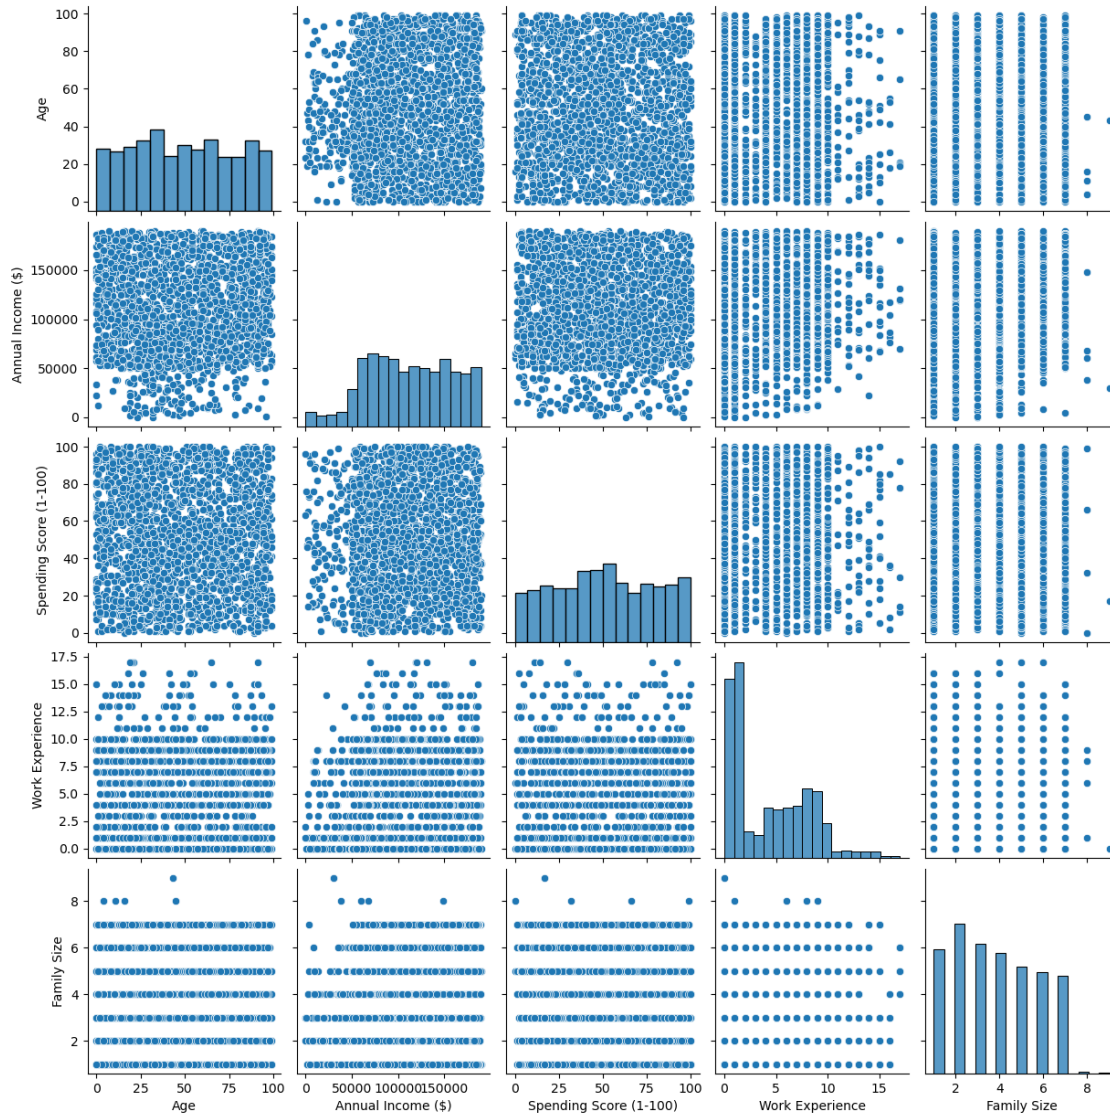 100
80
60
40
20
0
Age
150000
100000
50000
0
Annual Income ($)
100
80
60
40
20
0
Spending Score (1-100)
17.5
15.0
12.5
10.0
7.5
5.0
2.5
0.0
Work Experience
8
6
4
2
Family Size
0 25 50 75 100
0 50000 100000 150000
0 25 50 75 100
0 5 10 15
2 4 6 8
Age
Annual Income ($)
Spending Score (1-100)
Work Experience
Family Size